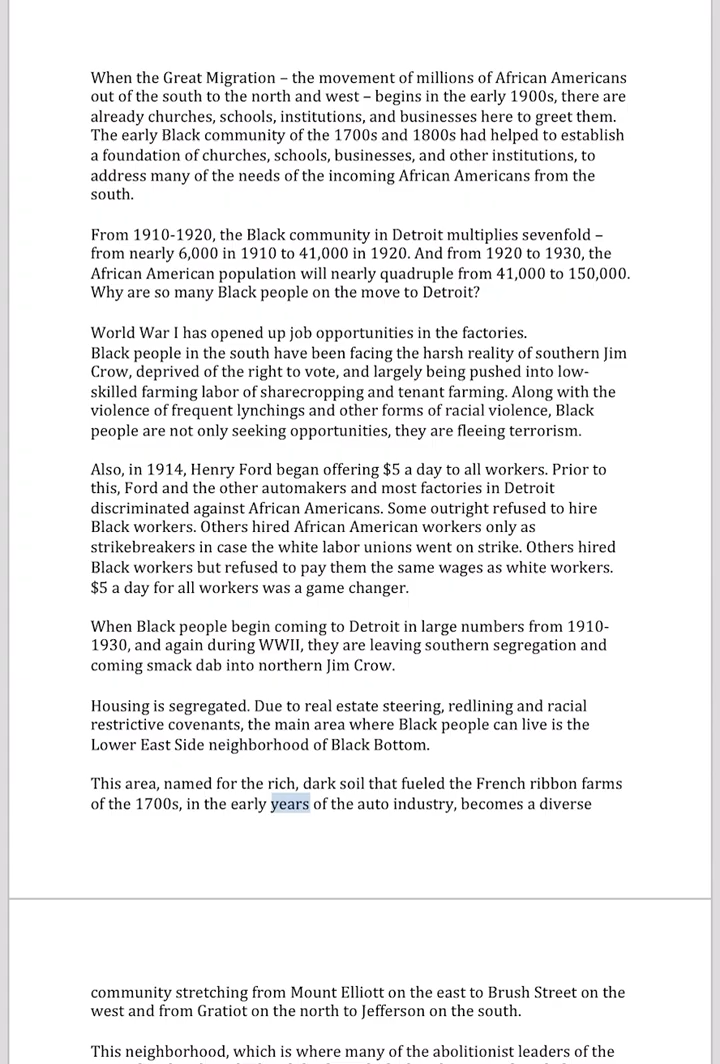 When the Great Migration – the movement of millions of African Americans
out of the south to the north and west – begins in the early 1900s, there are
already churches, schools, institutions, and businesses here to greet them.
The early Black community of the 1700s and 1800s had helped to establish
a foundation of churches, schools, businesses, and other institutions, to
address many of the needs of the incoming African Americans from the
south.
From 1910-1920, the Black community in Detroit multiplies sevenfold –
from nearly 6,000 in 1910 to 41,000 in 1920. And from 1920 to 1930, the
African American population will nearly quadruple from 41,000 to 150,000.
Why are so many Black people on the move to Detroit?
World War I has opened up job opportunities in the factories.
Black people in the south have been facing the harsh reality of southern Jim
Crow, deprived of the right to vote, and largely being pushed into low-
skilled farming labor of sharecropping and tenant farming. Along with the
violence of frequent lynchings and other forms of racial violence, Black
people are not only seeking opportunities, they are fleeing terrorism.
Also, in 1914, Henry Ford began offering $5 a day to all workers. Prior to
this, Ford and the other automakers and most factories in Detroit
discriminated against African Americans. Some outright refused to hire
Black workers. Others hired African American workers only as
strikebreakers in case the white labor unions went on strike. Others hired
Black workers but refused to pay them the same wages as white workers.
$5 a day for all workers was a game changer.
When Black people begin coming to Detroit in large numbers from 1910-
1930, and again during WWII, they are leaving southern segregation and
coming smack dab into northern Jim Crow.
Housing is segregated. Due to real estate steering, redlining and racial
restrictive covenants, the main area where Black people can live is the
Lower East Side neighborhood of Black Bottom.
This area, named for the rich, dark soil that fueled the French ribbon farms
of the 1700s, in the early years of the auto industry, becomes a diverse
community stretching from Mount Elliott on the east to Brush Street on the
west and from Gratiot on the north to Jefferson on the south.
This neighborhood, which is where many of the abolitionist leaders of the